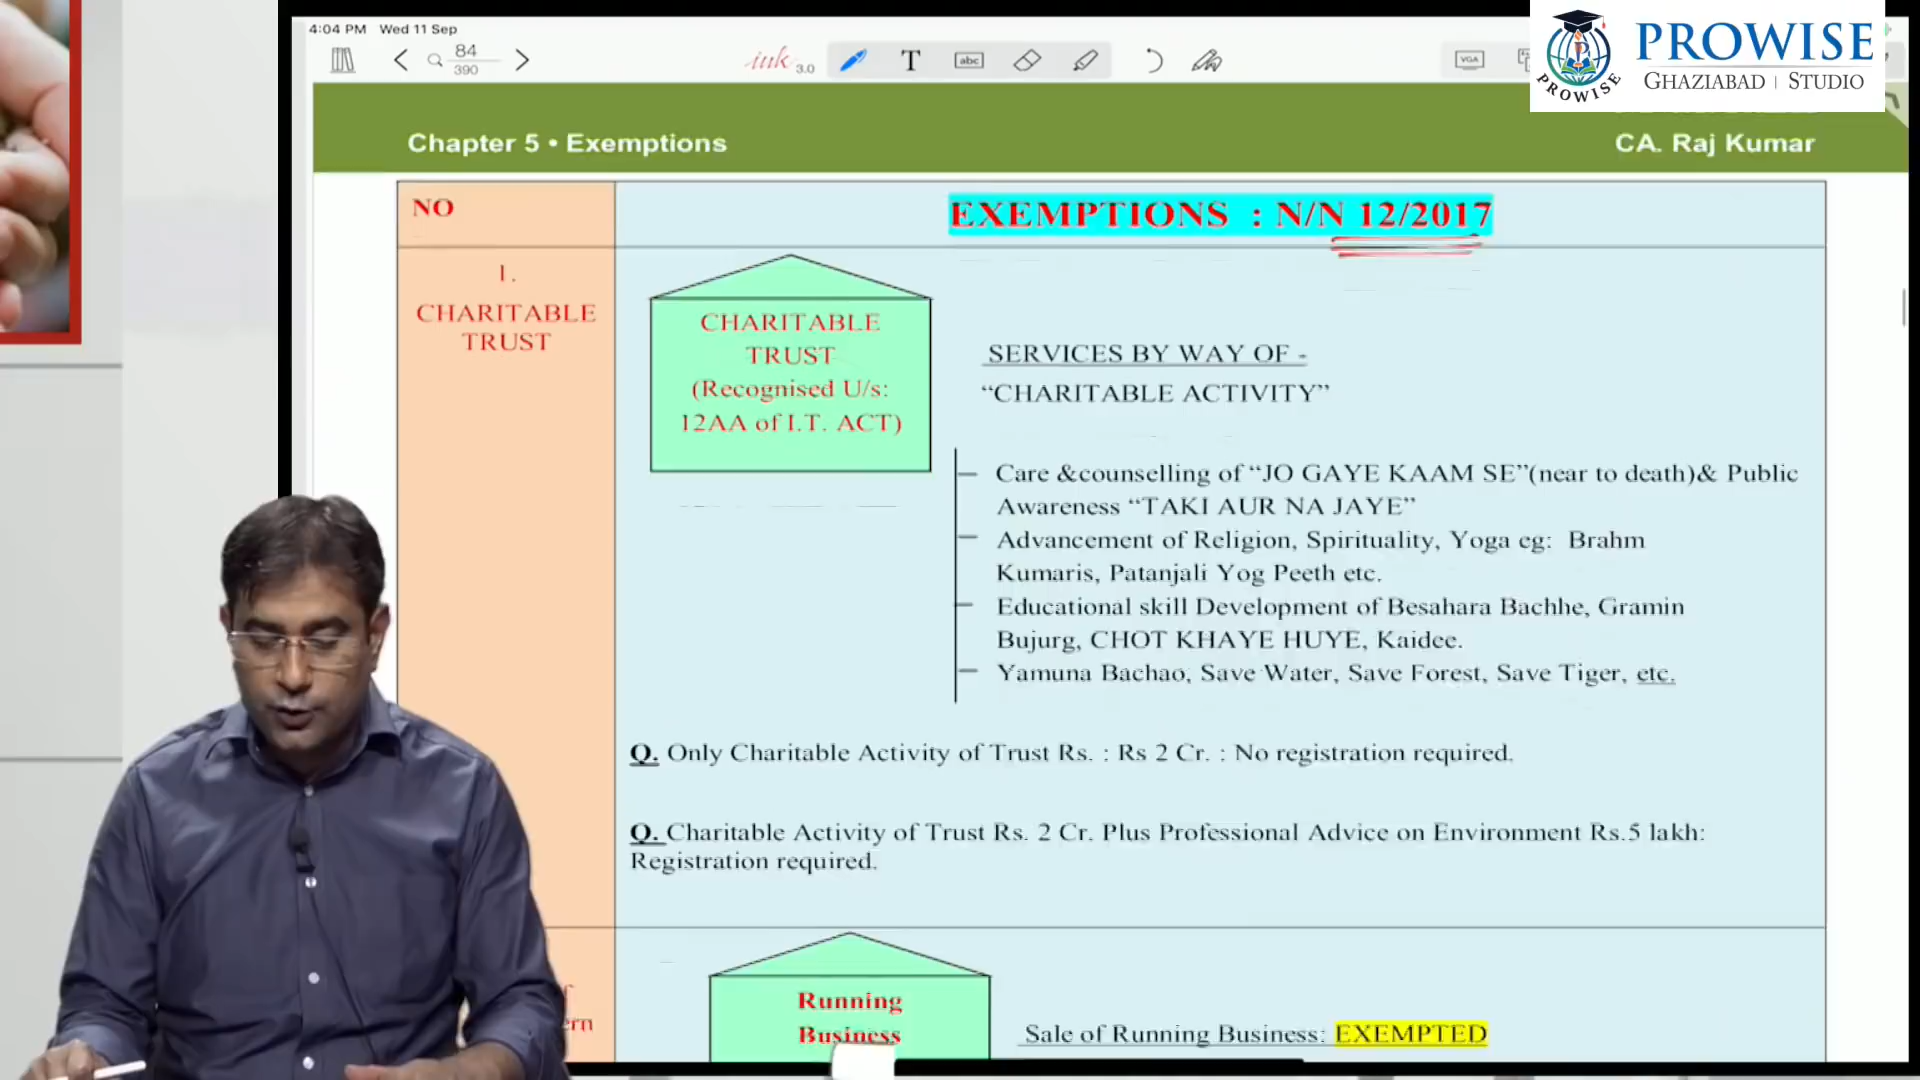 4:04 PM Wed 11 Sep
84
390
ink 3.0
T
abc
VGA
PROWISE
PROWISE
GHAZIABAD | STUDIO
Chapter 5 • Exemptions
CA. Raj Kumar
NO
EXEMPTIONS : N/N 12/2017
1.
CHARITABLE
TRUST
CHARITABLE
TRUST
(Recognised U/s:
12AA of I.T. ACT)
SERVICES BY WAY OF -
“CHARITABLE ACTIVITY”
Care &counselling of “JO GAYE KAAM SE”(near to death)& Public
Awareness “TAKI AUR NA JAYE”
Advancement of Religion, Spirituality, Yoga eg: Brahm
Kumaris, Patanjali Yog Peeth etc.
Educational skill Development of Besahara Bachhe, Gramin
Bujurg, CHOT KHAYE HUYE, Kaidee.
Yamuna Bachao, Save Water, Save Forest, Save Tiger, etc.
Q. Only Charitable Activity of Trust Rs. : Rs 2 Cr. : No registration required.
Q. Charitable Activity of Trust Rs. 2 Cr. Plus Professional Advice on Environment Rs.5 lakh:
Registration required.
Running
Business
Sale of Running Business: EXEMPTED